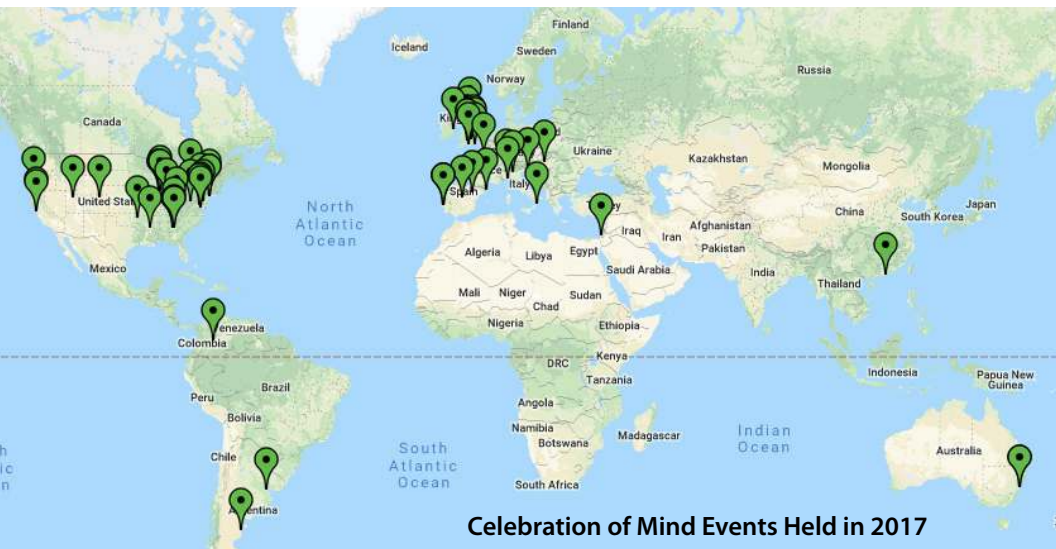 Finland
Iceland
Sweden
Russia
Norway
Canada
Ukraine
Kazakhstan
Mongolia
Spain
Italy
United Sta
North
Atlantic
Ocean
Japan
China
South Korea
Afghanistan
Iraq
Iran
Algeria
Libya
Egypt
Pakistan
Mexico
Saudi Arabia
India
Thailand
Mali
Niger
Sudan
Chad
Nigeria
Ethiopia
enezuela
Colombia
Kenya
DRC
Indonesia
Papua New
Guinea
Tanzania
Brazil
Peru
Angola
Bolivia
Namibia
Botswana
Madagascar
Indian
Ocean
South
Atlantic
Ocean
Chile
Australia
South Africa
entina
Celebration of Mind Events Held in 2017